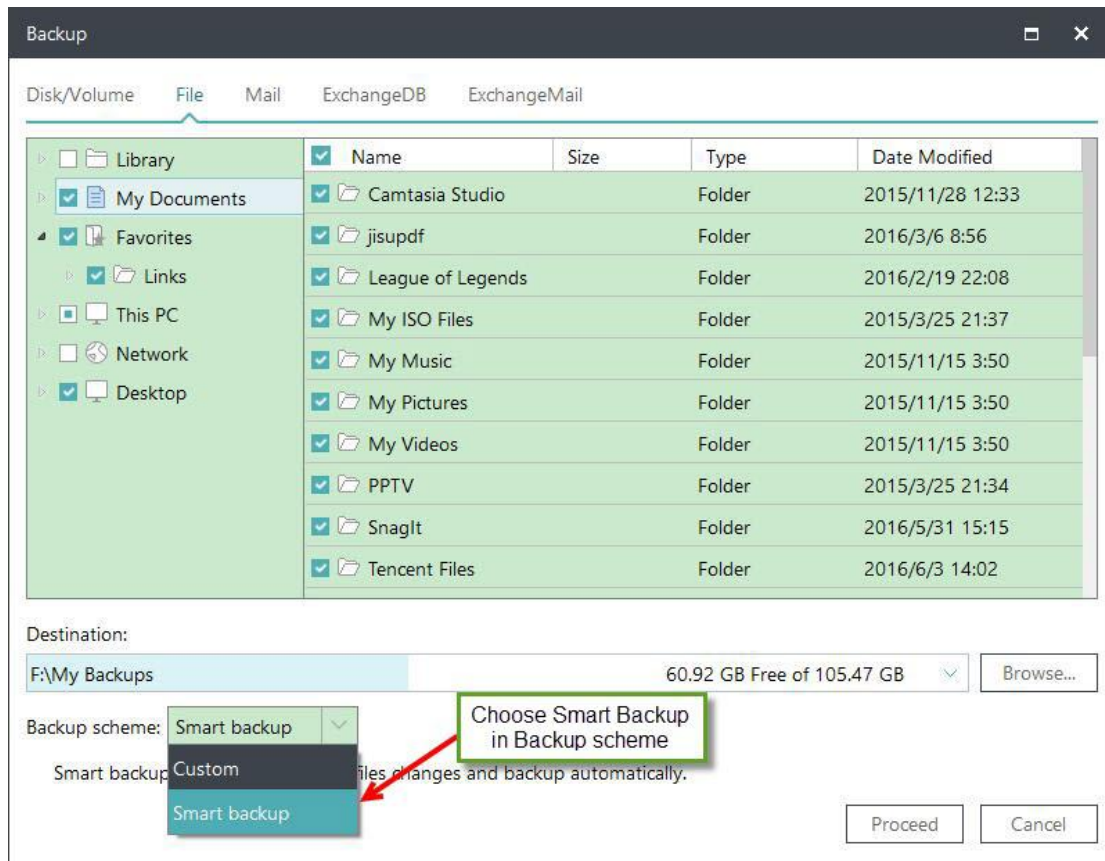 Backup
Disk/Volume File Mail ExchangeDB ExchangeMail
Library
My Documents
Favorites
Links
This PC
Network
Desktop
Name Size Type Date Modified
Camtasia Studio Folder 2015/11/28 12:33
jisupdf Folder 2016/3/6 8:56
League of Legends Folder 2016/2/19 22:08
My ISO Files Folder 2015/3/25 21:37
My Music Folder 2015/11/15 3:50
My Pictures Folder 2015/11/15 3:50
My Videos Folder 2015/11/15 3:50
PPTV Folder 2015/3/25 21:34
SnagIt Folder 2016/5/31 15:15
Tencent Files Folder 2016/6/3 14:02
Destination:
F:\My Backups 60.92 GB Free of 105.47 GB Browse...
Backup scheme: Smart backup
Choose Smart Backup
in Backup scheme
Custom
Smart backup
Smart backup files changes and backup automatically.
Proceed Cancel